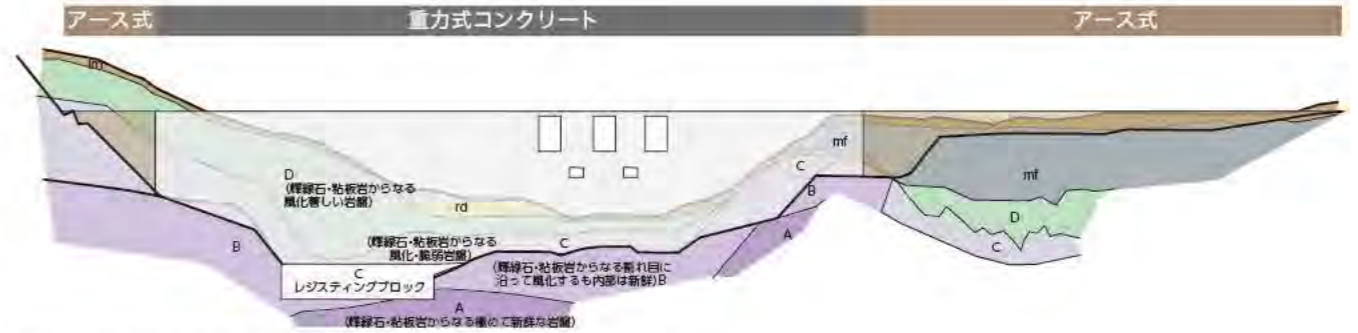 アース式
重力式コンクリート
アース式
lm
mf
C
B
D
(輝緑石・粘板岩からなる
風化著しい岩盤)
rd
mf
D
C
B
(輝緑石・粘板岩からなる
風化・脆弱岩盤)
C
A
C
レジスティングブロック
(輝緑石・粘板岩からなる割れ目に
沿って風化するも内部は新鮮)B
A
(輝緑石・粘板岩からなる極めて新鮮な岩盤)